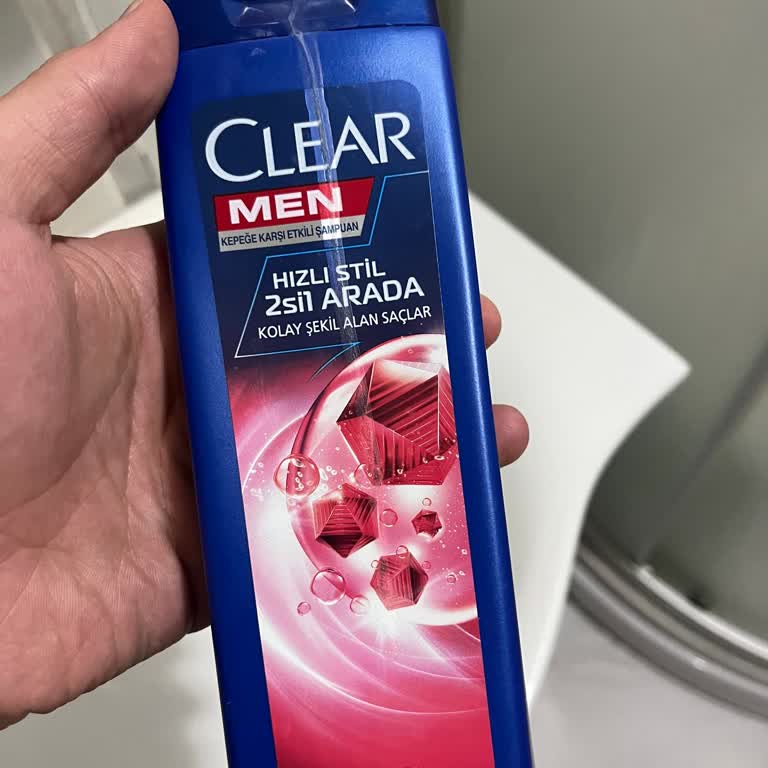 CLEAR
MEN
KEPEĞE KARŞI ETKİLİ ŞAMPUAN
HIZLI STİL
2si1 ARADA
KOLAY ŞEKİL ALAN SAÇLAR